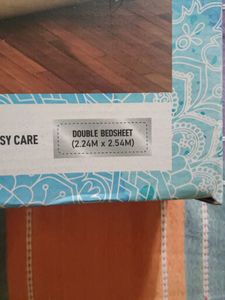 SY CARE
DOUBLE BEDSHEET
(2.24M x 2.54M)